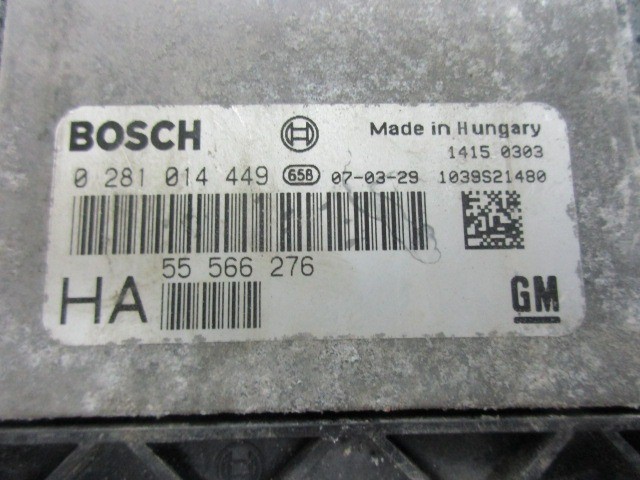 BOSCH
Made in Hungary
1415 0303
0 281 014 449 658 07-03-29 1039S21480
55 566 276
HA
GM